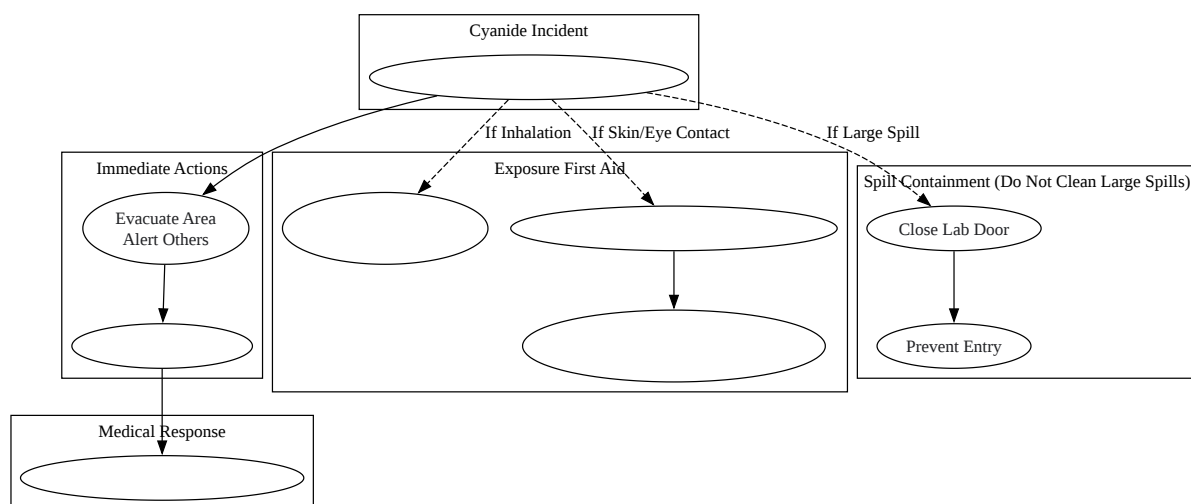 Cyanide Incident
If Inhalation
If Skin/Eye Contact
If Large Spill
Immediate Actions
Exposure First Aid
Spill Containment (Do Not Clean Large Spills)
Evacuate Area
Alert Others
Close Lab Door
Prevent Entry
Medical Response